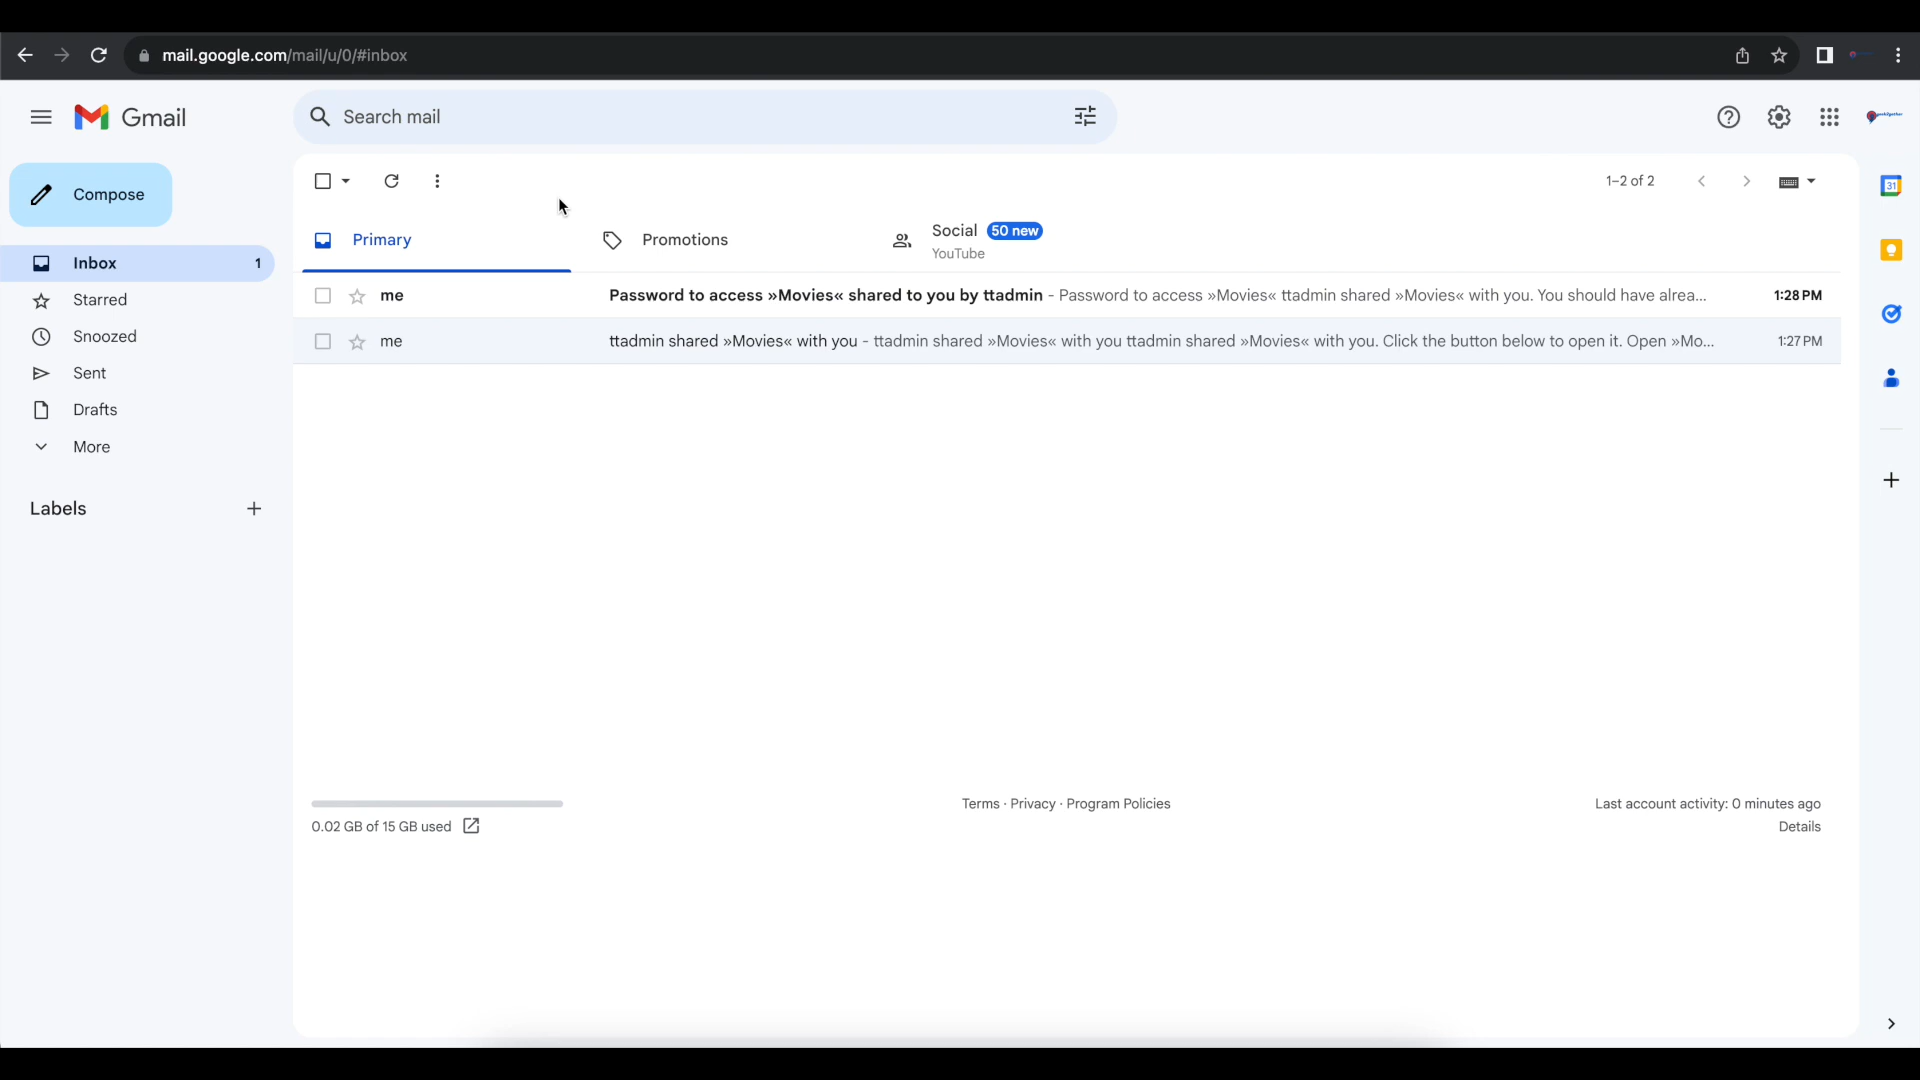 mail.google.com/mail/u/0/#inbox
Gmail
Search mail
Compose
1–2 of 2
Primary
Promotions
Social 50 new
YouTube
Inbox 1
Starred
Snoozed
Sent
Drafts
More
Labels
me Password to access »Movies« shared to you by ttadmin - Password to access »Movies« ttadmin shared »Movies« with you. You should have alrea... 1:28 PM
me ttadmin shared »Movies« with you - ttadmin shared »Movies« with you ttadmin shared »Movies« with you. Click the button below to open it. Open »Mo... 1:27 PM
31
0.02 GB of 15 GB used
Terms · Privacy · Program Policies
Last account activity: 0 minutes ago
Details